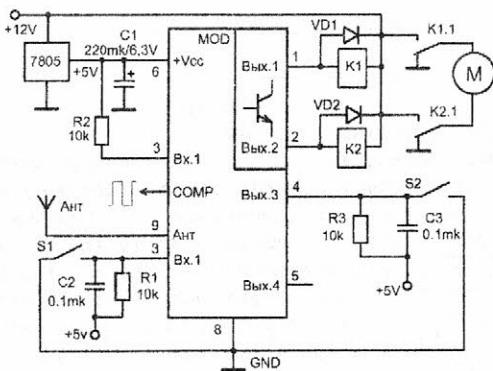 +12V
7805
+5V
C1
220mk/6,3V
+
6
+Vcc
MOD
Вых.1
1
VD1
K1
K1.1
M
R2
10k
3
Вх.1
Вых.2
2
VD2
K2
K2.1
COMP
Ант
9
Ант
Вых.3
4
S2
R3
10k
C3
0.1mk
+5V
S1
3
Вх.1
C2
0.1mk
R1
10k
+5v
Вых.4
5
8
GND